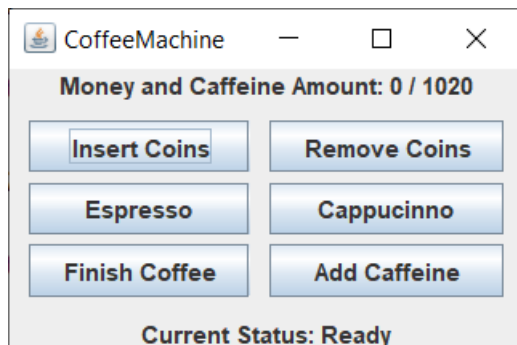 CoffeeMachine
Money and Caffeine Amount: 0 / 1020
Insert Coins Remove Coins
Espresso Cappucinno
Finish Coffee Add Caffeine
Current Status: Ready